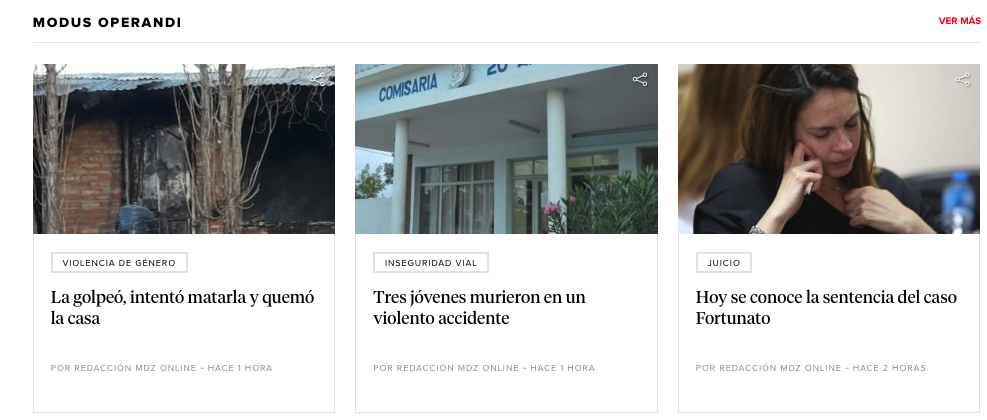 MODUS OPERANDI
VER MÁS
COMISARIA
VIOLENCIA DE GÉNERO
La golpeó, intentó matarla y quemó
la casa
POR REDACCIÓN MDZ ONLINE - HACE 1 HORA
INSEGURIDAD VIAL
Tres jóvenes murieron en un
violento accidente
POR REDACCIÓN MDZ ONLINE - HACE 1 HORA
JUICIO
Hoy se conoce la sentencia del caso
Fortunato
POR REDACCIÓN MDZ ONLINE - HACE 2 HORAS